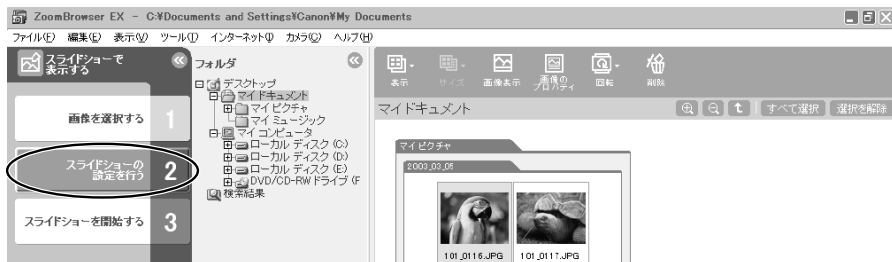 ZoomBrowser EX - C:¥Documents and Settings¥Canon¥My Documents
ファイル(F) 編集(E) 表示(V) ツール(T) インターネット(I) カメラ(C) ヘルプ(H)
スライドショーで
表示する
画像を選択する 1
スライドショーの
設定を行う 2
スライドショーを開始する 3
フォルダ
デスクトップ
マイドキュメント
マイピクチャ
マイミュージック
マイコンピュータ
ローカル ディスク (C:)
ローカル ディスク (D:)
ローカル ディスク (E:)
DVD/CD-RW ドライブ (F
検索結果
表示 サイズ 画像表示 画像の
プロパティ 回転 削除
マイドキュメント すべて選択 選択を解除
マイピクチャ
2003_03_05
101_0116.JPG 101_0117.JPG